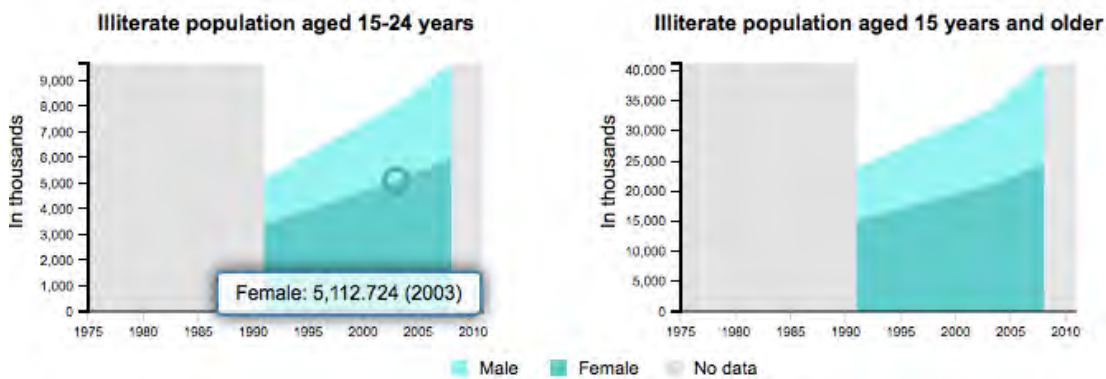 Illiterate population aged 15-24 years
In thousands
9,000
8,000
7,000
6,000
5,000
4,000
3,000
2,000
1,000
0
Female: 5,112.724 (2003)
1975 1980 1985 1990 1995 2000 2005 2010
Illiterate population aged 15 years and older
In thousands
40,000
35,000
30,000
25,000
20,000
15,000
10,000
5,000
0
1975 1980 1985 1990 1995 2000 2005 2010
Male Female No data